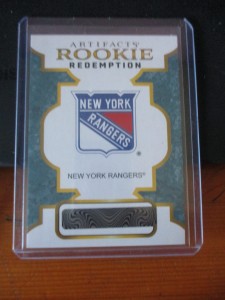 ARTIFACTS
ROOKIE
REDEMPTION
NEW YORK
RANGERS
®
NEW YORK RANGERS®